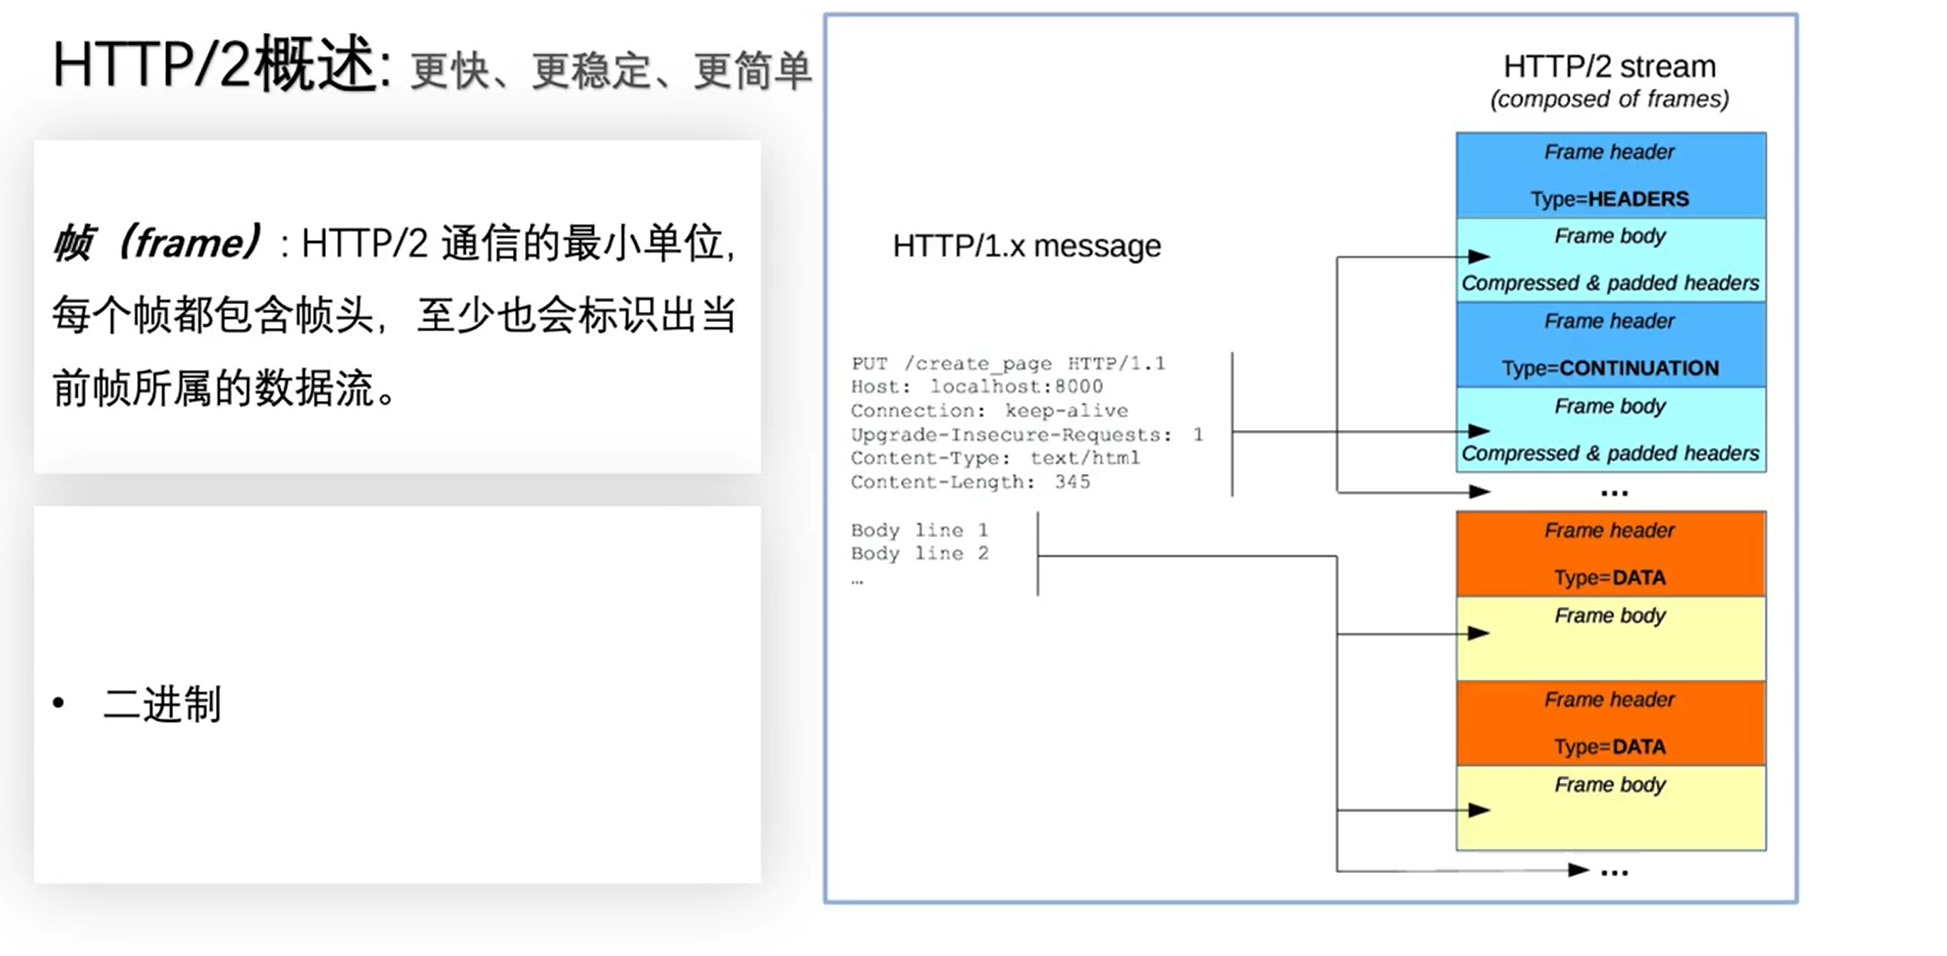 HTTP/2概述: 更快、更稳定、更简单
帧（frame）: HTTP/2 通信的最小单位,
每个帧都包含帧头, 至少也会标识出当
前帧所属的数据流。
• 二进制
HTTP/1.x message
PUT /create_page HTTP/1.1
Host: localhost:8000
Connection: keep-alive
Upgrade-Insecure-Requests: 1
Content-Type: text/html
Content-Length: 345
Body line 1
Body line 2
…
HTTP/2 stream
(composed of frames)
Frame header
Type=HEADERS
Frame body
Compressed & padded headers
Frame header
Type=CONTINUATION
Frame body
Compressed & padded headers
...
Frame header
Type=DATA
Frame body
Frame header
Type=DATA
Frame body
...